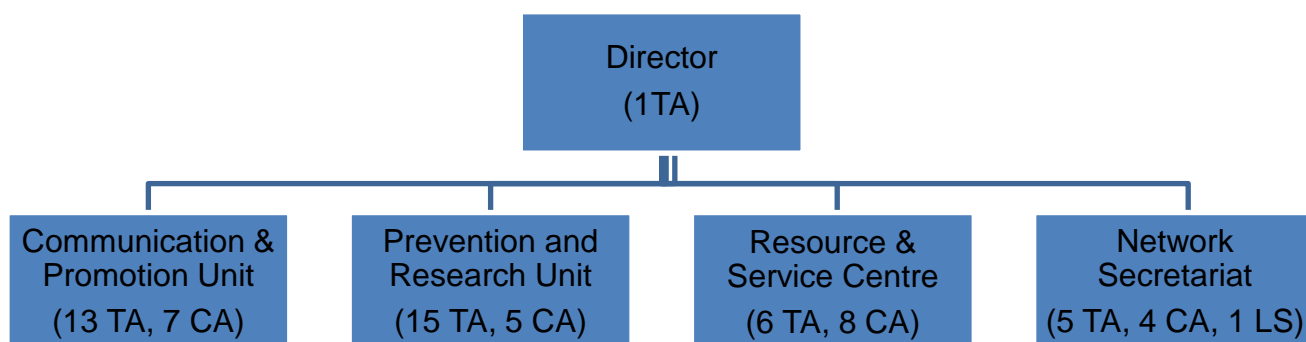 Director
(1TA)
Communication &
Promotion Unit
(13 TA, 7 CA)
Prevention and
Research Unit
(15 TA, 5 CA)
Resource &
Service Centre
(6 TA, 8 CA)
Network
Secretariat
(5 TA, 4 CA, 1 LS)